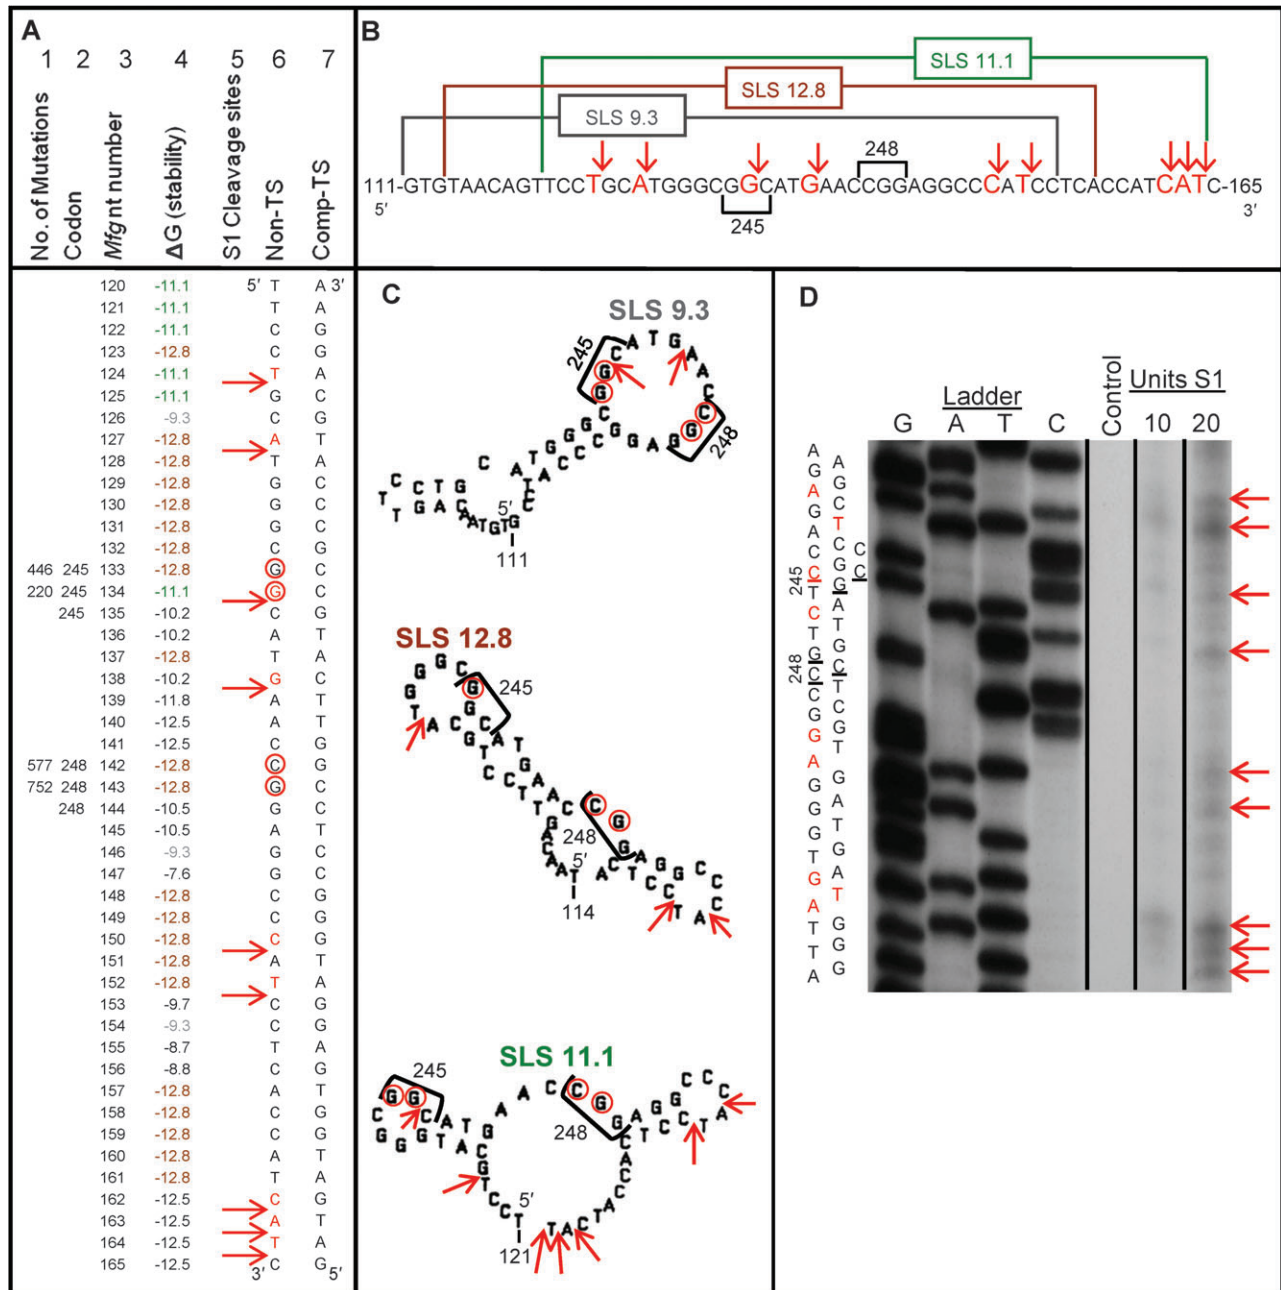 A
1 2 3 4 5 6 7
No. of Mutations
Codon
Mfgnt number
ΔG (stability)
S1 Cleavage sites
Non-TS
Comp-TS
120 -11.1 5′ T A 3′
121 -11.1 T A
122 -11.1 C G
123 -12.8 C G
124 -11.1 T A
125 -11.1 G C
126 -9.3 C G
127 -12.8 A T
128 -12.8 T A
129 -12.8 G C
130 -12.8 G C
131 -12.8 G C
132 -12.8 C G
446 245 133 -12.8 G C
220 245 134 -11.1 G C
245 135 -10.2 C G
136 -10.2 A T
137 -12.8 T A
138 -10.2 G C
139 -11.8 A T
140 -12.5 A T
141 -12.5 C G
577 248 142 -12.8 C G
752 248 143 -12.8 G C
248 144 -10.5 G C
145 -10.5 A T
146 -9.3 G C
147 -7.6 G C
148 -12.8 C G
149 -12.8 C G
150 -12.8 C G
151 -12.8 A T
152 -12.8 T A
153 -9.7 C G
154 -9.3 C G
155 -8.7 T A
156 -8.8 C G
157 -12.8 A T
158 -12.8 C G
159 -12.8 C G
160 -12.8 A T
161 -12.8 T A
162 -12.5 C G
163 -12.5 A T
164 -12.5 T A
165 -12.5 C G
3′ 5′
B
SLS 11.1
SLS 12.8
SLS 9.3
248
111-GTGTAACAGTTCCTGCATGGGCGGCATGAACCGGAGGCCCATCCTCACCATCATC-165
5′ 3′
245
C
SLS 9.3
245
248
5′
111
SLS 12.8
245
248
5′
114
SLS 11.1
245
248
5′
121
D
Ladder
Control
Units S1
G A T C 10 20
245
248